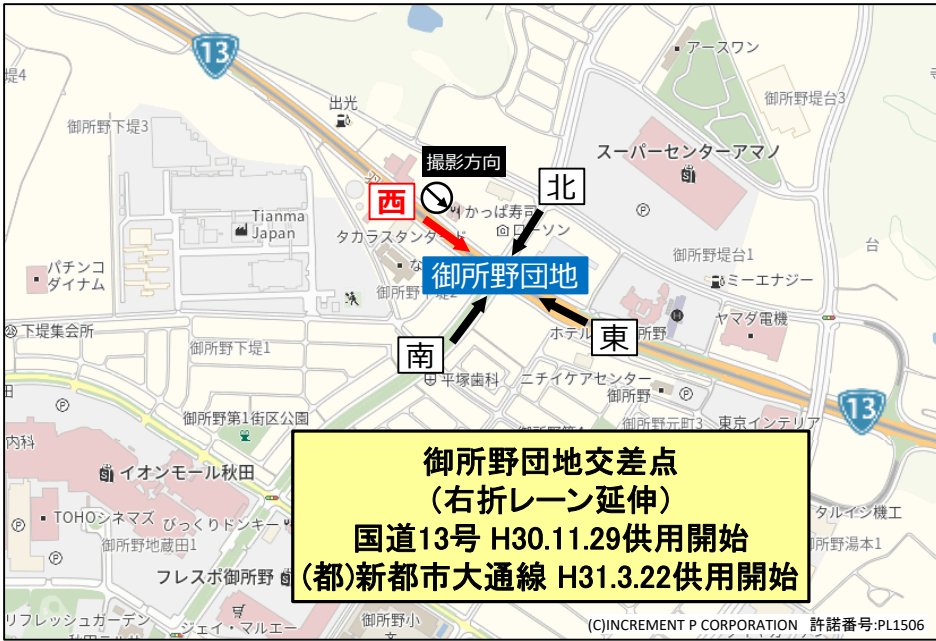 13
アースワン
堤4
出光
御所野堤台3
御所野下堤3
スーパーセンターアマノ
撮影方向
北
西
かっぱ寿司
Tianma
Japan
ローソン
タカラスタンダード
御所野堤台1
台
パチンコ
ダイナム
な
御所野団地
ミーエナジー
御所野下堤2
ヤマダ電機
下堤集会所
ホテル
東
所野
南
御所野下堤1
平塚歯科
ニチイケアセンター
御所野
13
御所野第1街区公園
御所野元町3
東京インテリア
内科
イオンモール秋田
御所野団地交差点
(右折レーン延伸)
国道13号 H30.11.29供用開始
(都)新都市大通線 H31.3.22供用開始
TOHOシネマズ
びっくりドンキー
タルイシ機工
御所野地蔵田1
所野湯本1
フレスポ御所野
リフレッシュガーデン
ジェイ・マルエー
御所野小
(C)INCREMENT P CORPORATION 許諾番号:PL1506